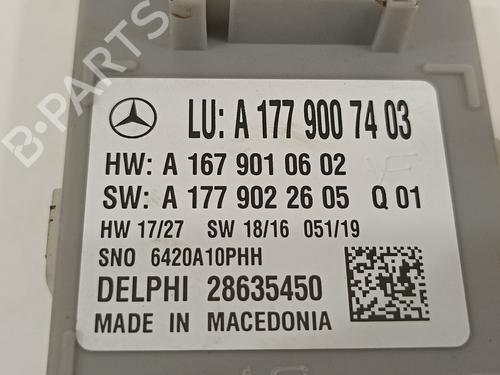 B-PARTS
LU: A 177 900 74 03
HW: A 167 901 06 02
SW: A 177 902 26 05 Q 01
HW 17/27 SW 18/16 051/19
SNO 6420A10PHH
DELPHI 28635450
MADE IN MACEDONIA